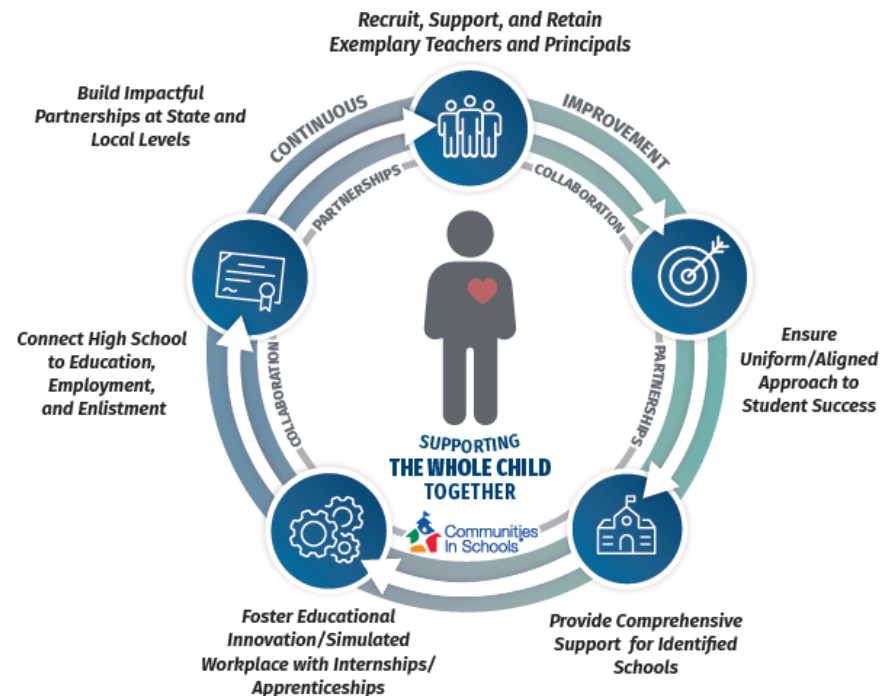 Recruit, Support, and Retain
Exemplary Teachers and Principals
Build Impactful
Partnerships at State and
Local Levels
CONTINUOUS
IMPROVEMENT
PARTNERSHIPS
COLLABORATION
Connect High School
to Education,
Employment,
and Enlistment
COLLABORATION
PARTNERSHIPS
Ensure
Uniform/Aligned
Approach to
Student Success
SUPPORTING
THE WHOLE CHILD
TOGETHER
Communities
In Schools
Foster Educational
Innovation/Simulated
Workplace with Internships/
Apprenticeships
Provide Comprehensive
Support for Identified
Schools